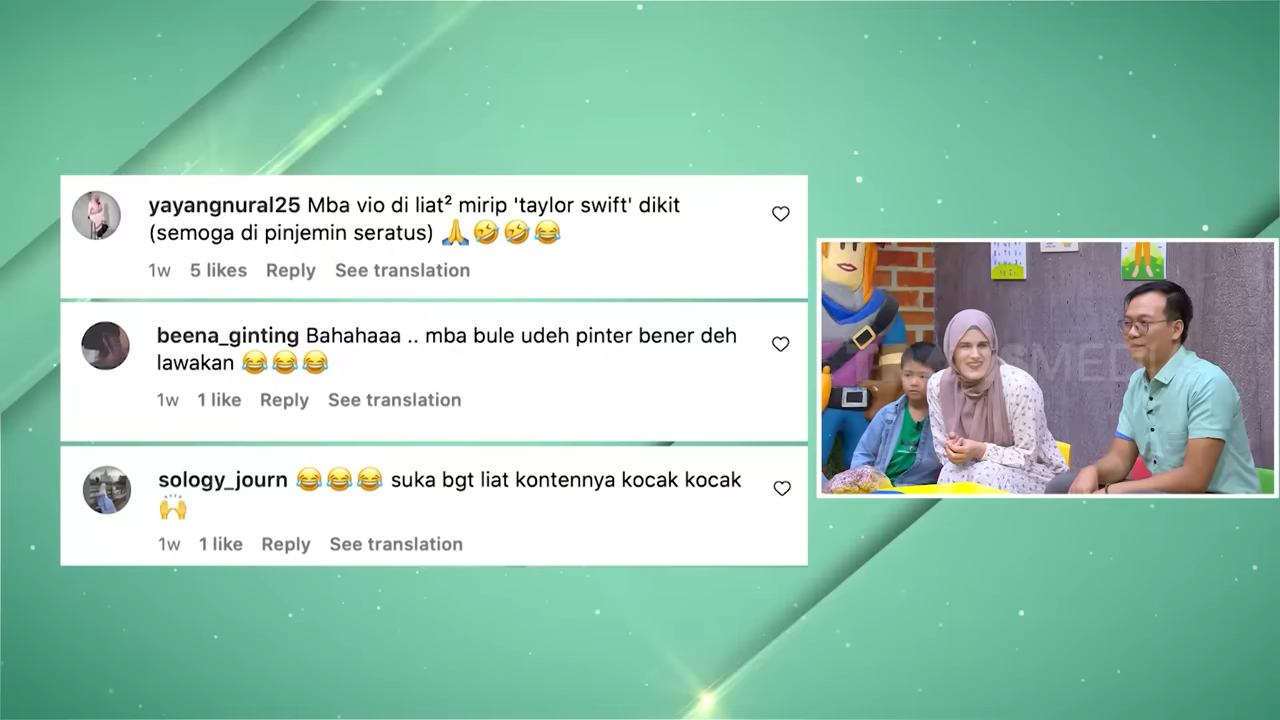 yayangnural25 Mba vio di liat² mirip 'taylor swift' dikit
(semoga di pinjemin seratus) 🙏🤣🤣😂
1w 5 likes Reply See translation
beena_ginting Bahahaaa .. mba bule udeh pinter bener deh
lawakan 😂😂😂
1w 1 like Reply See translation
sology_journ 😂😂😂 suka bgt liat kontennya kocak kocak
🙌
1w 1 like Reply See translation